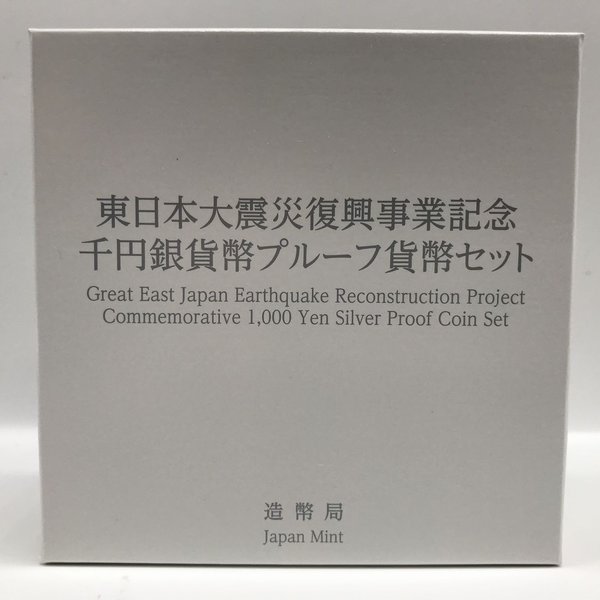 東日本大震災復興事業記念
千円銀貨幣プルーフ貨幣セット
Great East Japan Earthquake Reconstruction Project
Commemorative 1,000 Yen Silver Proof Coin Set
造幣局
Japan Mint